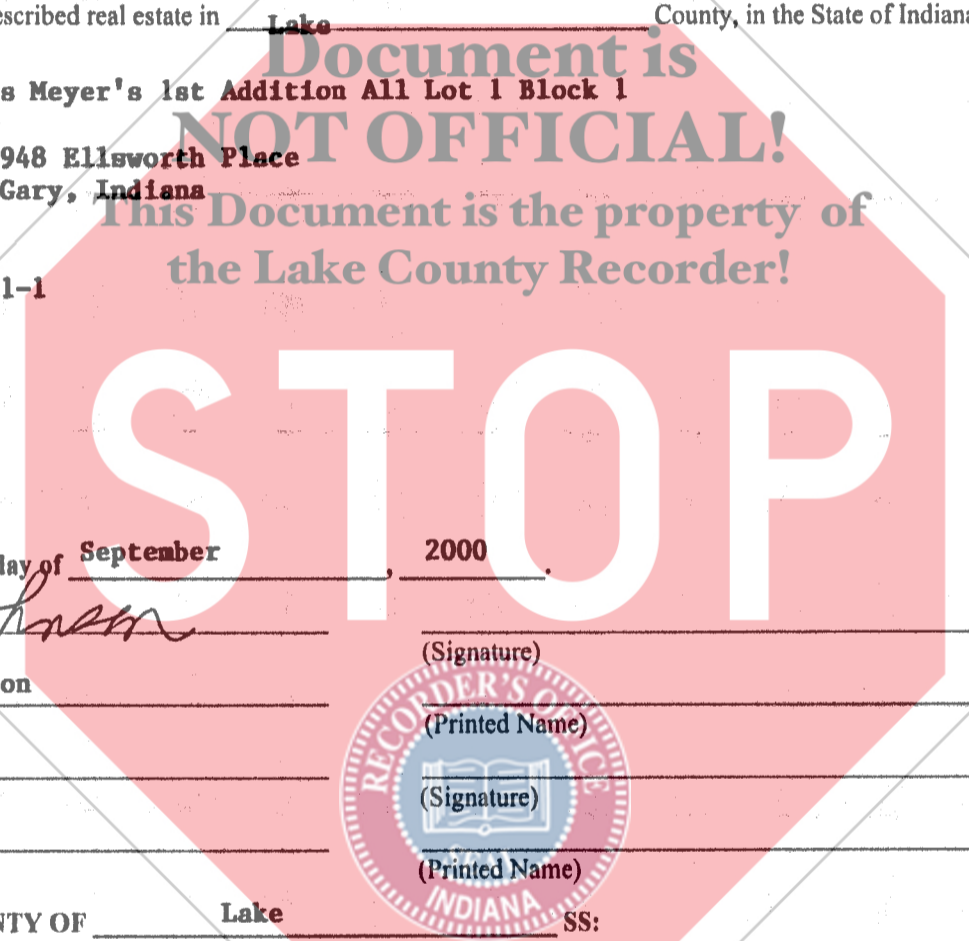 escribed real estate in Lake County, in the State of Indiana
Document is
s Meyer's 1st Addition All Lot 1 Block 1
NOT OFFICIAL!
948 Ellsworth Place
Gary, Indiana
This Document is the property of
the Lake County Recorder!
1-1
STOP
lay of September, 2000.
hnson
(Signature)
on
(Printed Name)
(Signature)
(Printed Name)
RECORDER'S OFFICE
SEAL
INDIANA
NTY OF Lake SS: